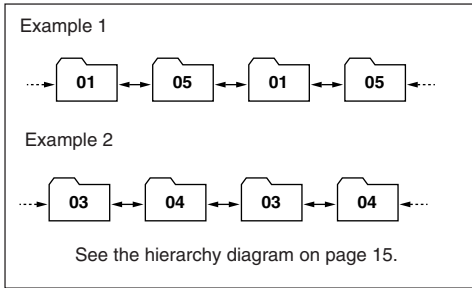 Example 1
01 05 01 05
Example 2
03 04 03 04
See the hierarchy diagram on page 15.